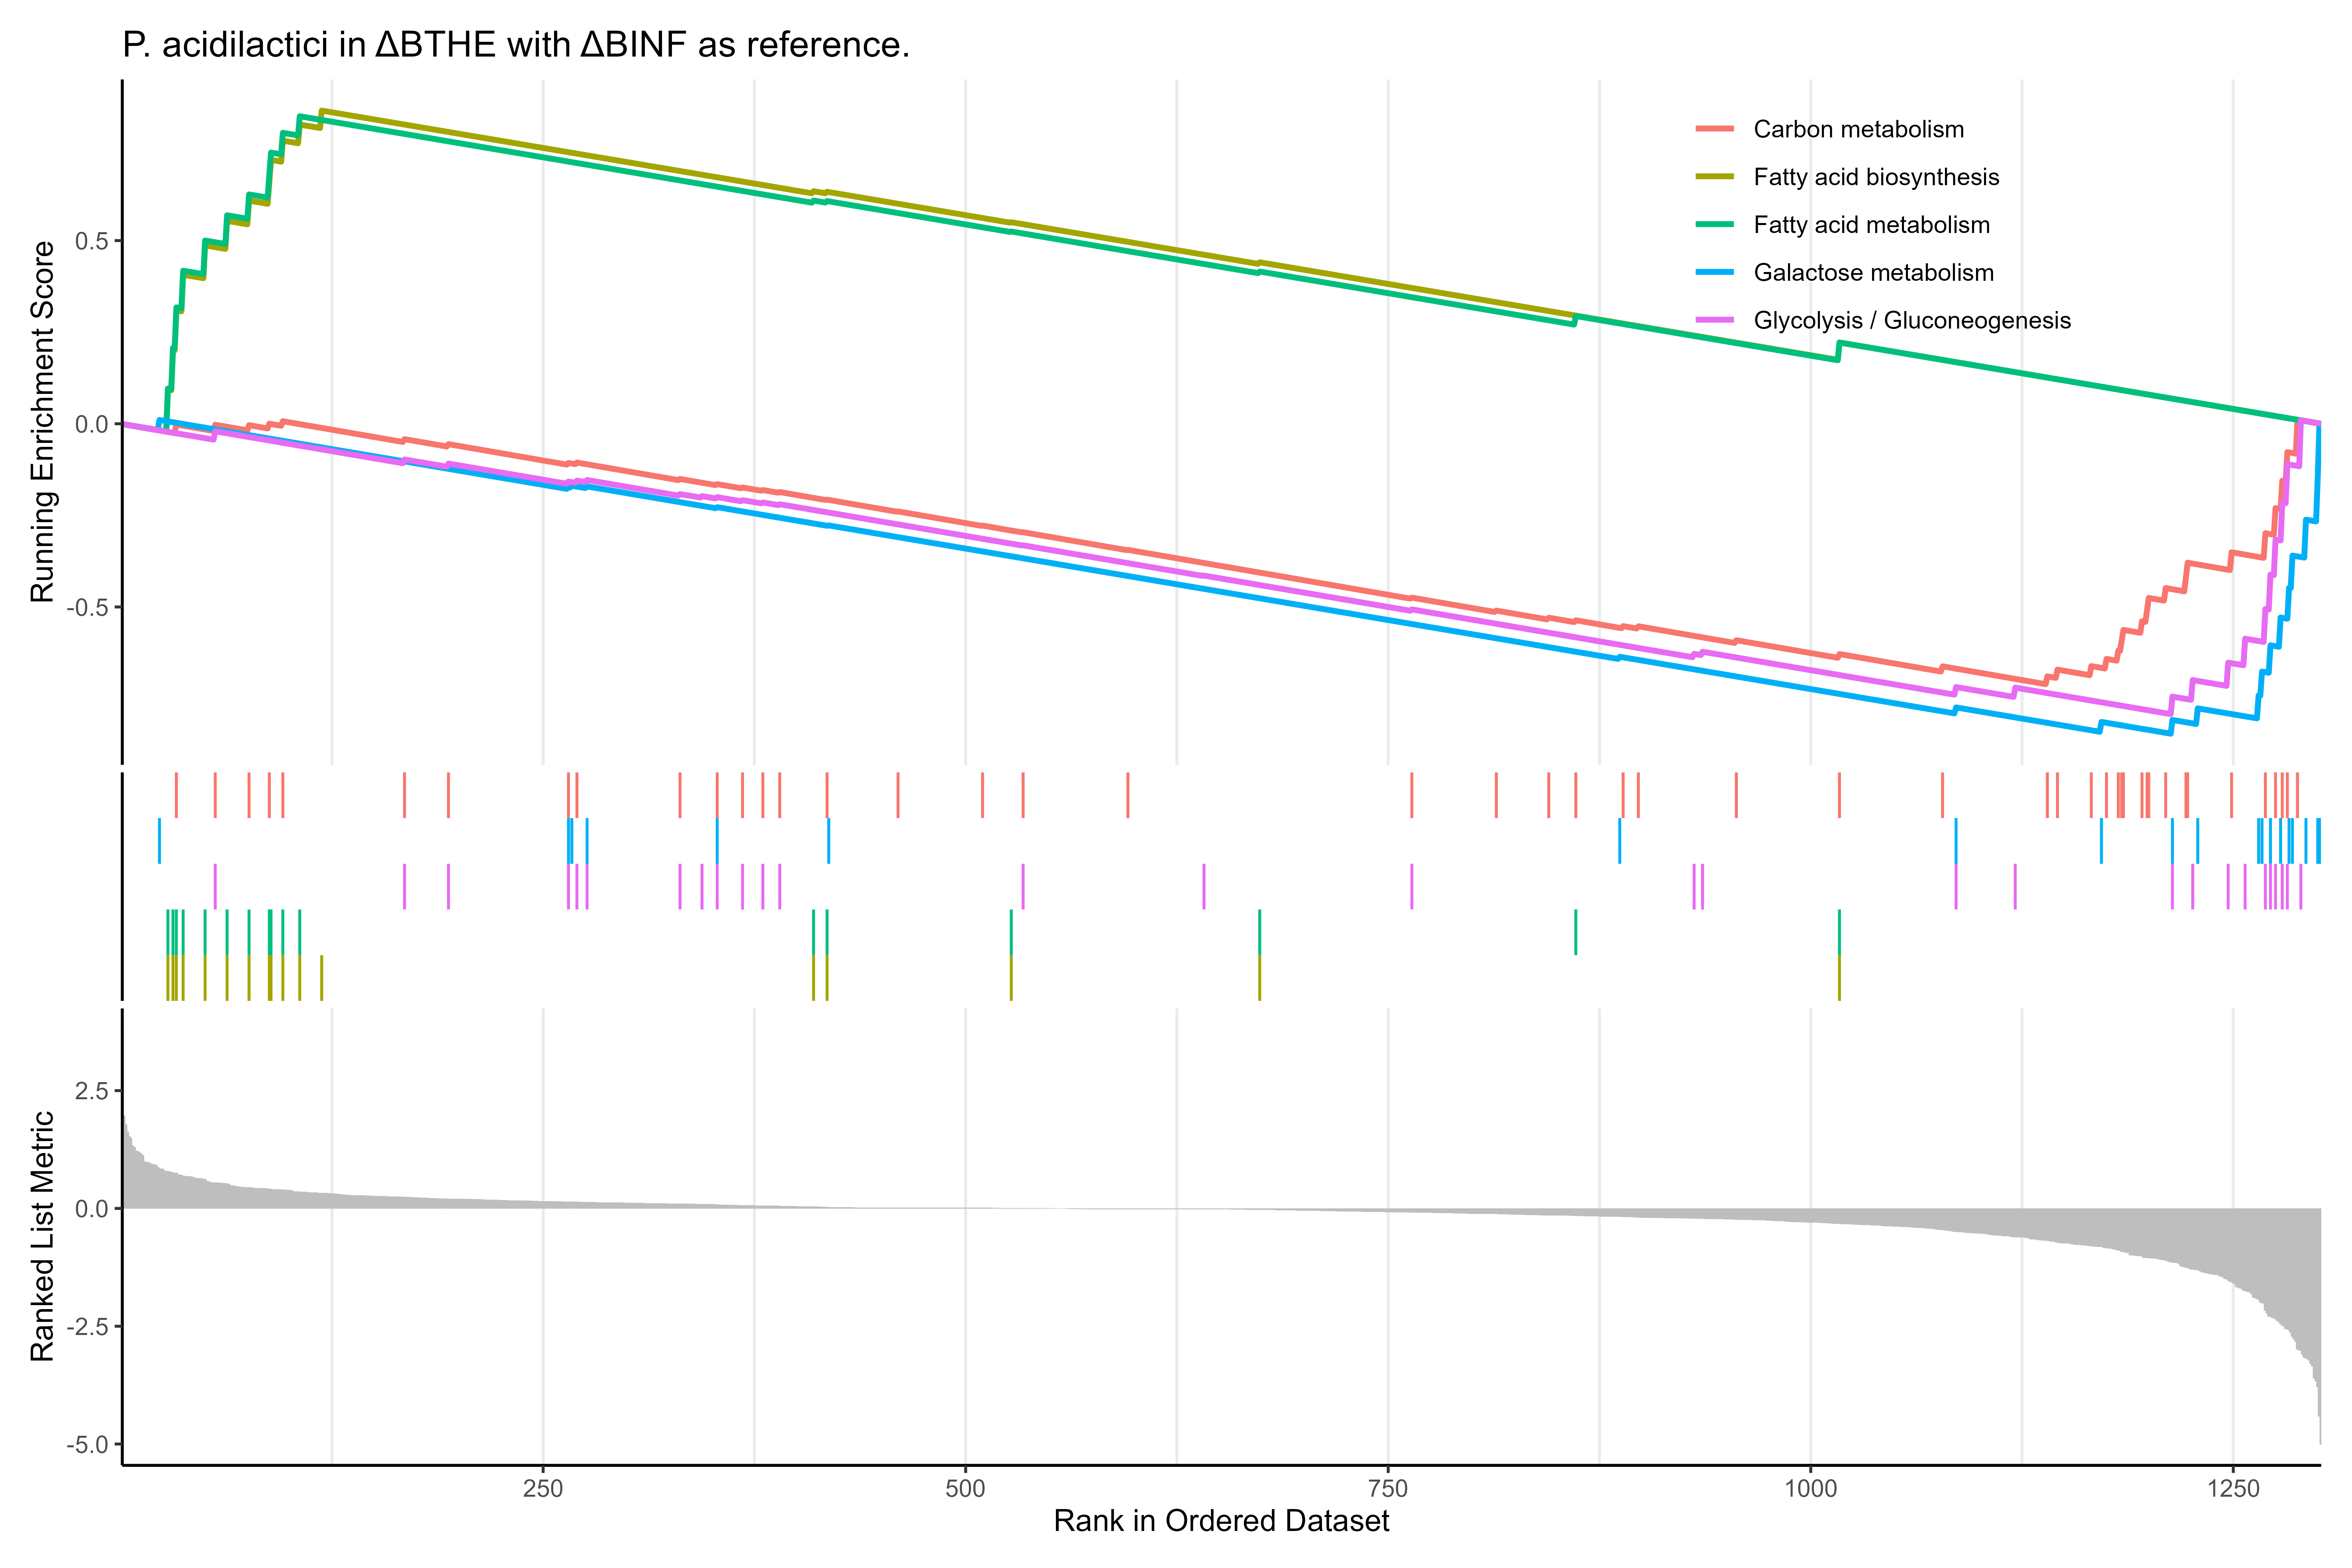 P. acidilactici in ΔBTHE with ΔBINF as reference.
Carbon metabolism
Fatty acid biosynthesis
Fatty acid metabolism
Galactose metabolism
Glycolysis / Gluconeogenesis
Running Enrichment Score
0.5
0.0
-0.5
Ranked List Metric
2.5
0.0
-2.5
-5.0
250
500
750
1000
1250
Rank in Ordered Dataset